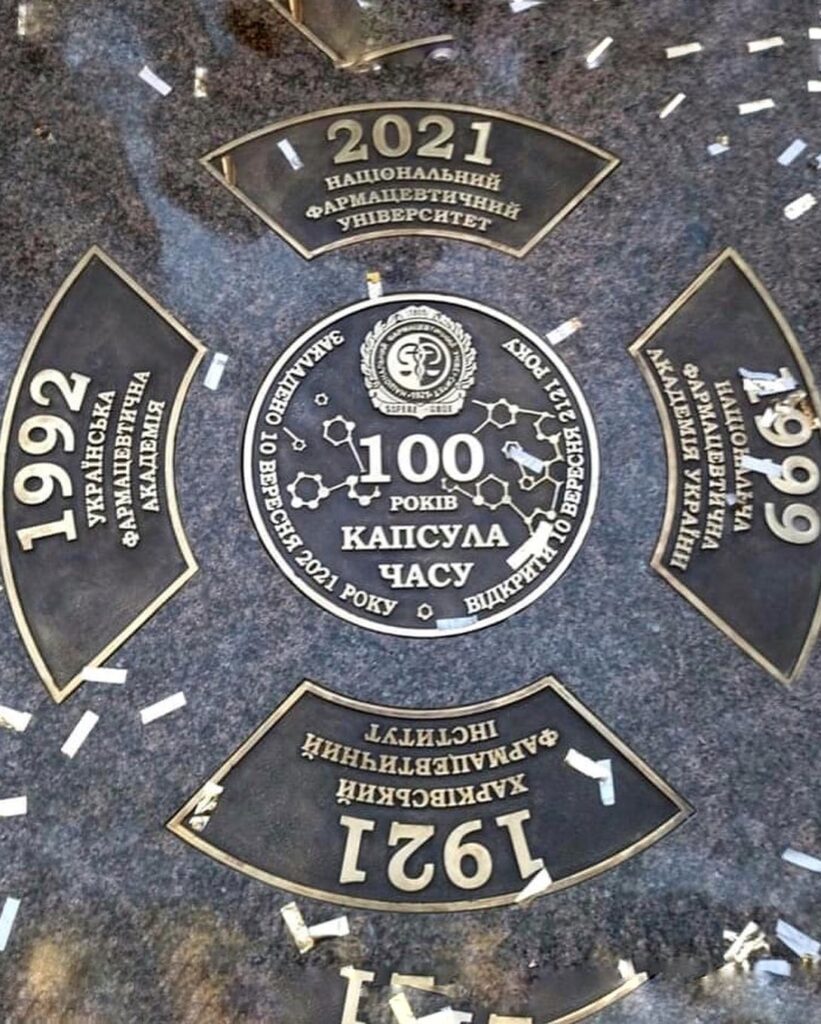 2021
НАЦІОНАЛЬНИЙ
ФАРМАЦЕВТИЧНИЙ
УНІВЕРСИТЕТ
1992
УКРАЇНСЬКА
ФАРМАЦЕВТИЧНА
АКАДЕМІЯ
100
РОКІВ
КАПСУЛА
ЧАСУ
ЗАКЛАДЕНО 10 ВЕРЕСНЯ 2021 РОКУ
ВІДКРИТИ 10 ВЕРЕСНЯ 2121 РОКУ
1999
НАЦІОНАЛЬНА
ФАРМАЦЕВТИЧНА
АКАДЕМІЯ УКРАЇНИ
1921
ХАРКІВСЬКИЙ
ФАРМАЦЕВТИЧНИЙ
ІНСТИТУТ